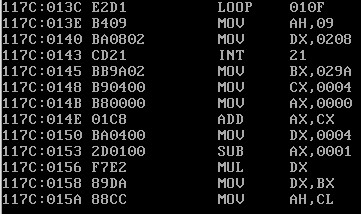 117C:013C E2D1 LOOP 010F
117C:013E B409 MOV AH,09
117C:0140 BA0802 MOV DX,0208
117C:0143 CD21 INT 21
117C:0145 BB9A02 MOV BX,029A
117C:0148 B90400 MOV CX,0004
117C:014B B80000 MOV AX,0000
117C:014E 01C8 ADD AX,CX
117C:0150 BA0400 MOV DX,0004
117C:0153 2D0100 SUB AX,0001
117C:0156 F7E2 MUL DX
117C:0158 89DA MOV DX,BX
117C:015A 88CC MOV AH,CL